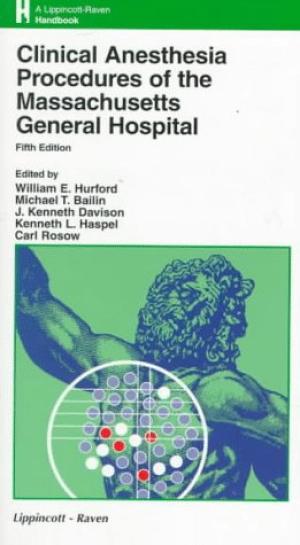 A Lippincott-Raven
Handbook
Clinical Anesthesia
Procedures of the
Massachusetts
General Hospital
Fifth Edition
Edited by
William E. Hurford
Michael T. Bailin
J. Kenneth Davison
Kenneth L. Haspel
Carl Rosow
Lippincott - Raven